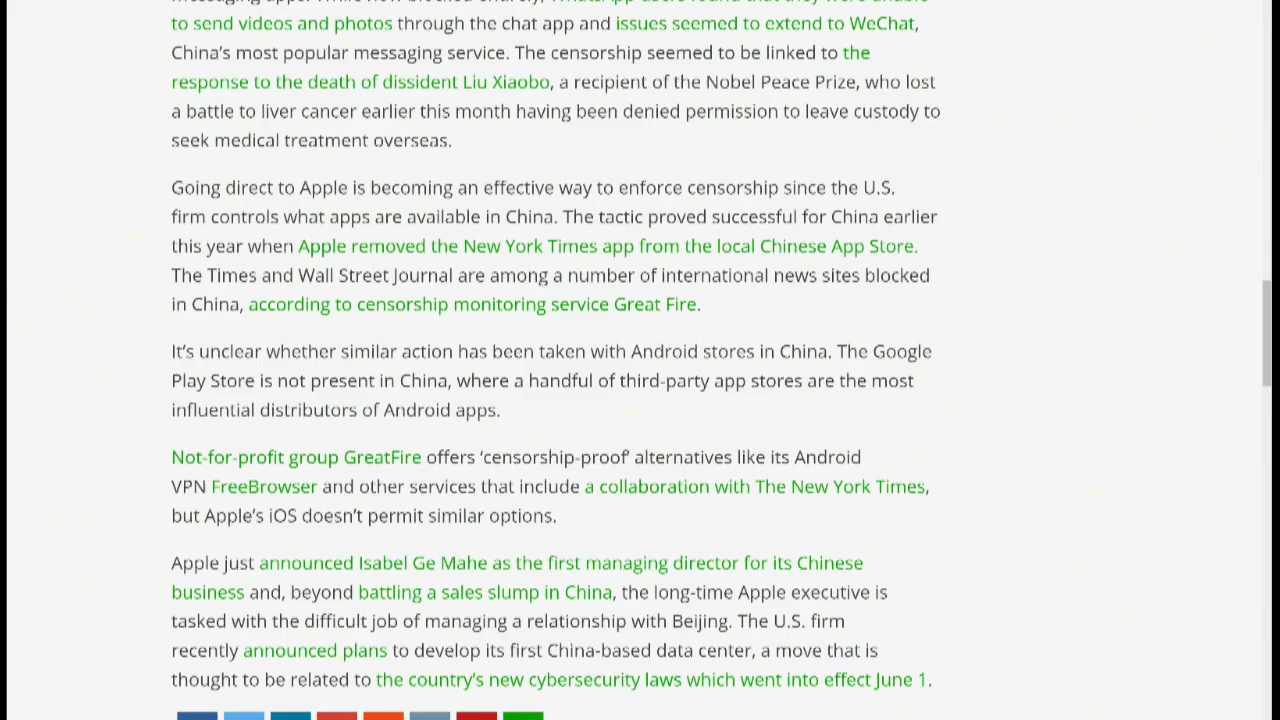 to send videos and photos through the chat app and issues seemed to extend to WeChat,
China's most popular messaging service. The censorship seemed to be linked to the
response to the death of dissident Liu Xiaobo, a recipient of the Nobel Peace Prize, who lost
a battle to liver cancer earlier this month having been denied permission to leave custody to
seek medical treatment overseas.
Going direct to Apple is becoming an effective way to enforce censorship since the U.S.
firm controls what apps are available in China. The tactic proved successful for China earlier
this year when Apple removed the New York Times app from the local Chinese App Store.
The Times and Wall Street Journal are among a number of international news sites blocked
in China, according to censorship monitoring service Great Fire.
It's unclear whether similar action has been taken with Android stores in China. The Google
Play Store is not present in China, where a handful of third-party app stores are the most
influential distributors of Android apps.
Not-for-profit group GreatFire offers ‘censorship-proof’ alternatives like its Android
VPN FreeBrowser and other services that include a collaboration with The New York Times,
but Apple's iOS doesn't permit similar options.
Apple just announced Isabel Ge Mahe as the first managing director for its Chinese
business and, beyond battling a sales slump in China, the long-time Apple executive is
tasked with the difficult job of managing a relationship with Beijing. The U.S. firm
recently announced plans to develop its first China-based data center, a move that is
thought to be related to the country's new cybersecurity laws which went into effect June 1.